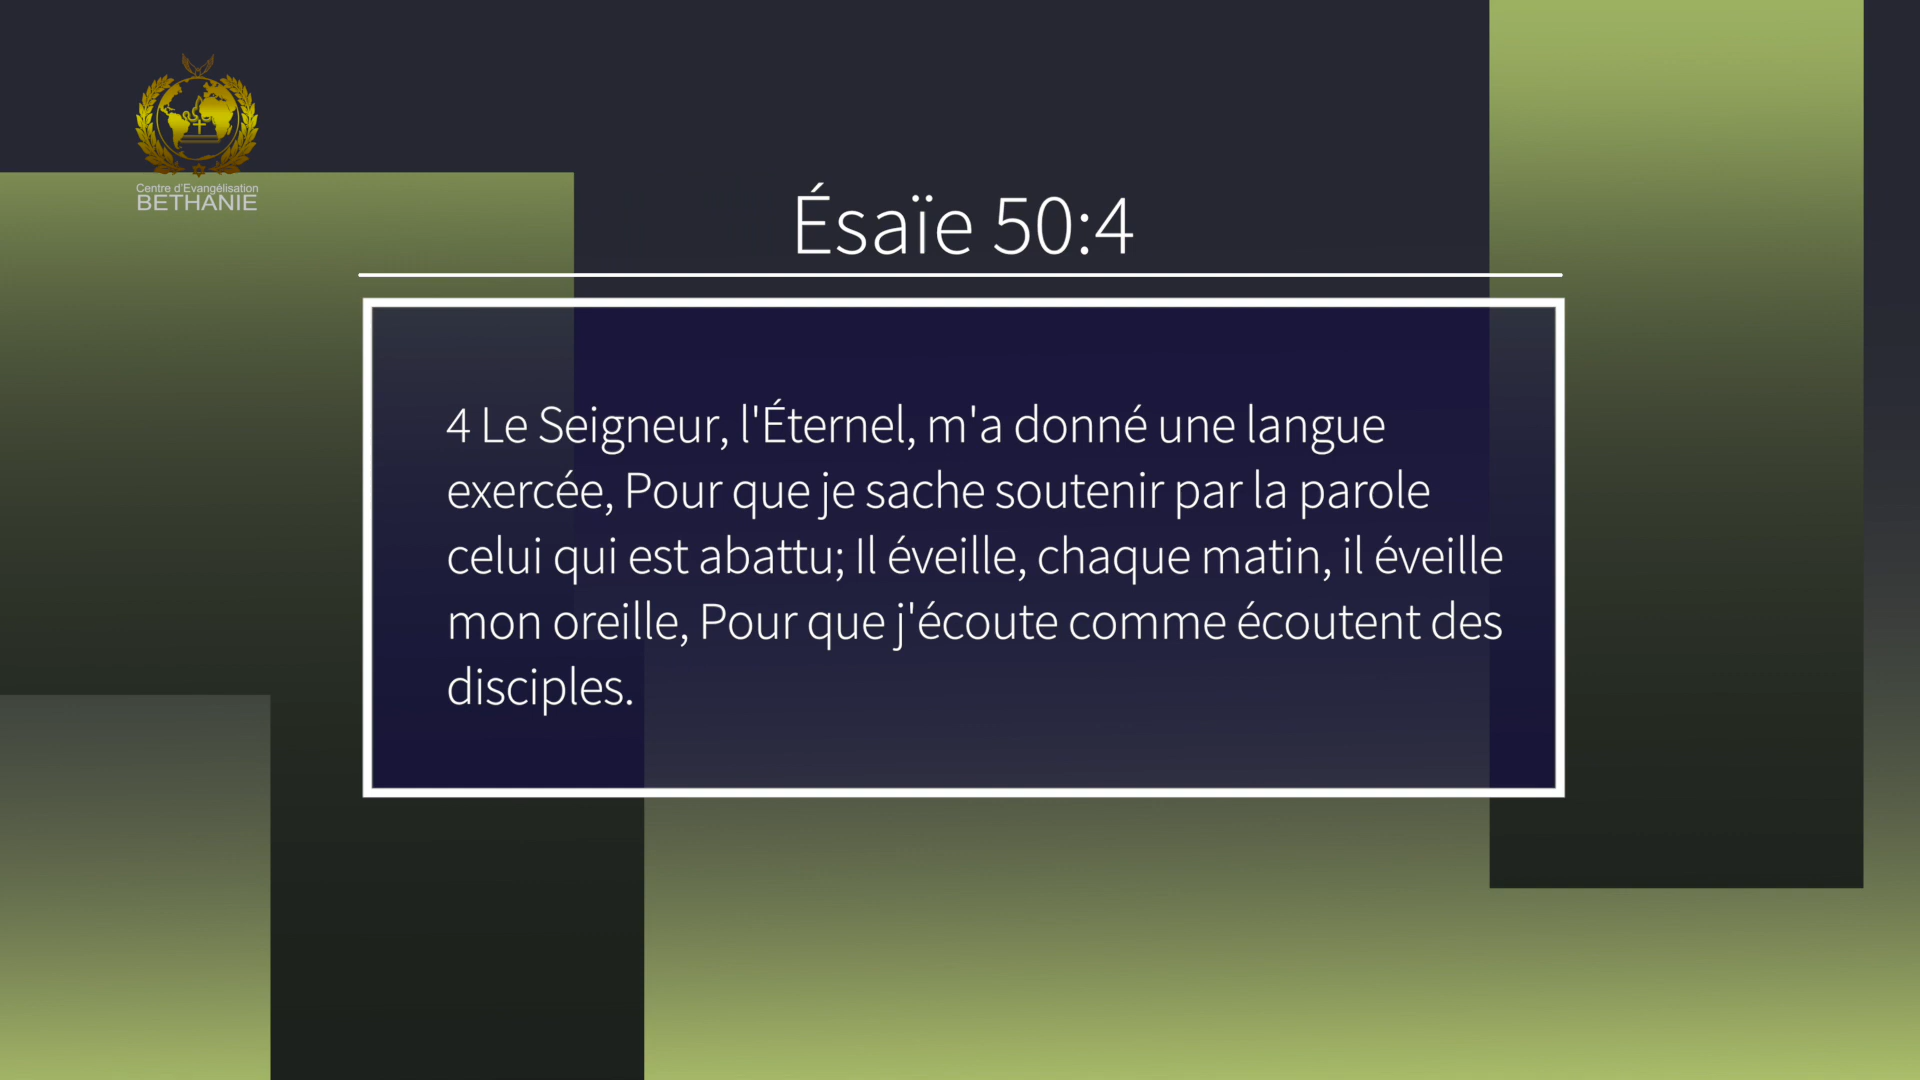 Centre d'Evangélisation
BETHANIE
Ésaïe 50:4
4 Le Seigneur, l'Éternel, m'a donné une langue
exercée, Pour que je sache soutenir par la parole
celui qui est abattu; Il éveille, chaque matin, il éveille
mon oreille, Pour que j'écoute comme écoutent des
disciples.